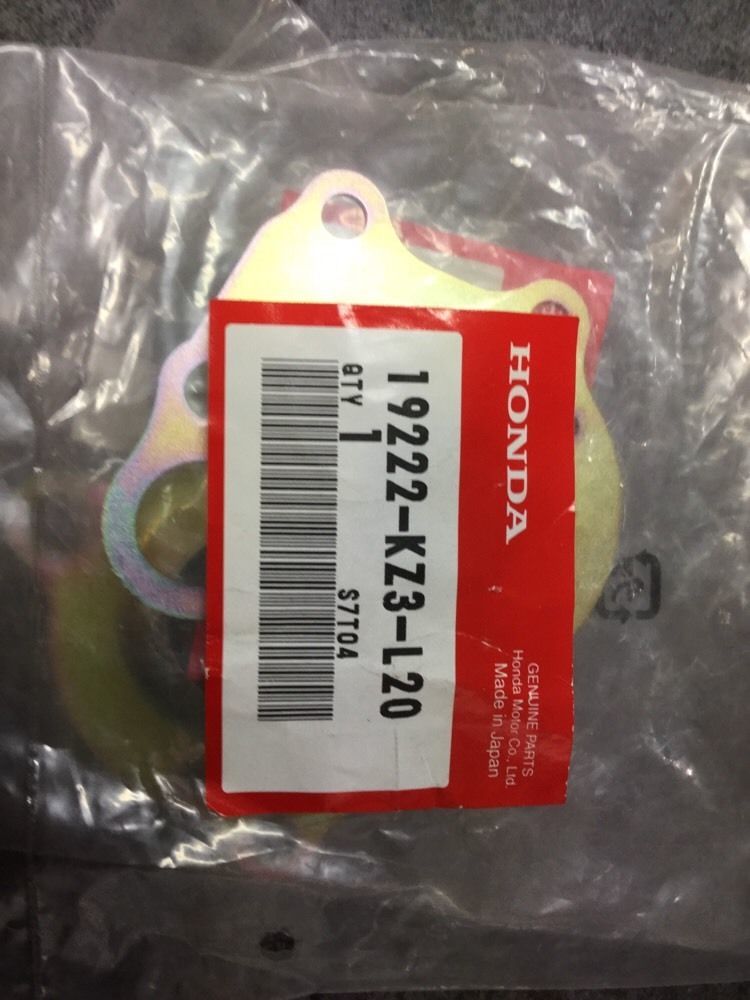 HONDA
GENUINE PARTS
Honda Motor Co., Ltd.
Made in Japan
19222-KZ3-L20
QTY 1
S7T04